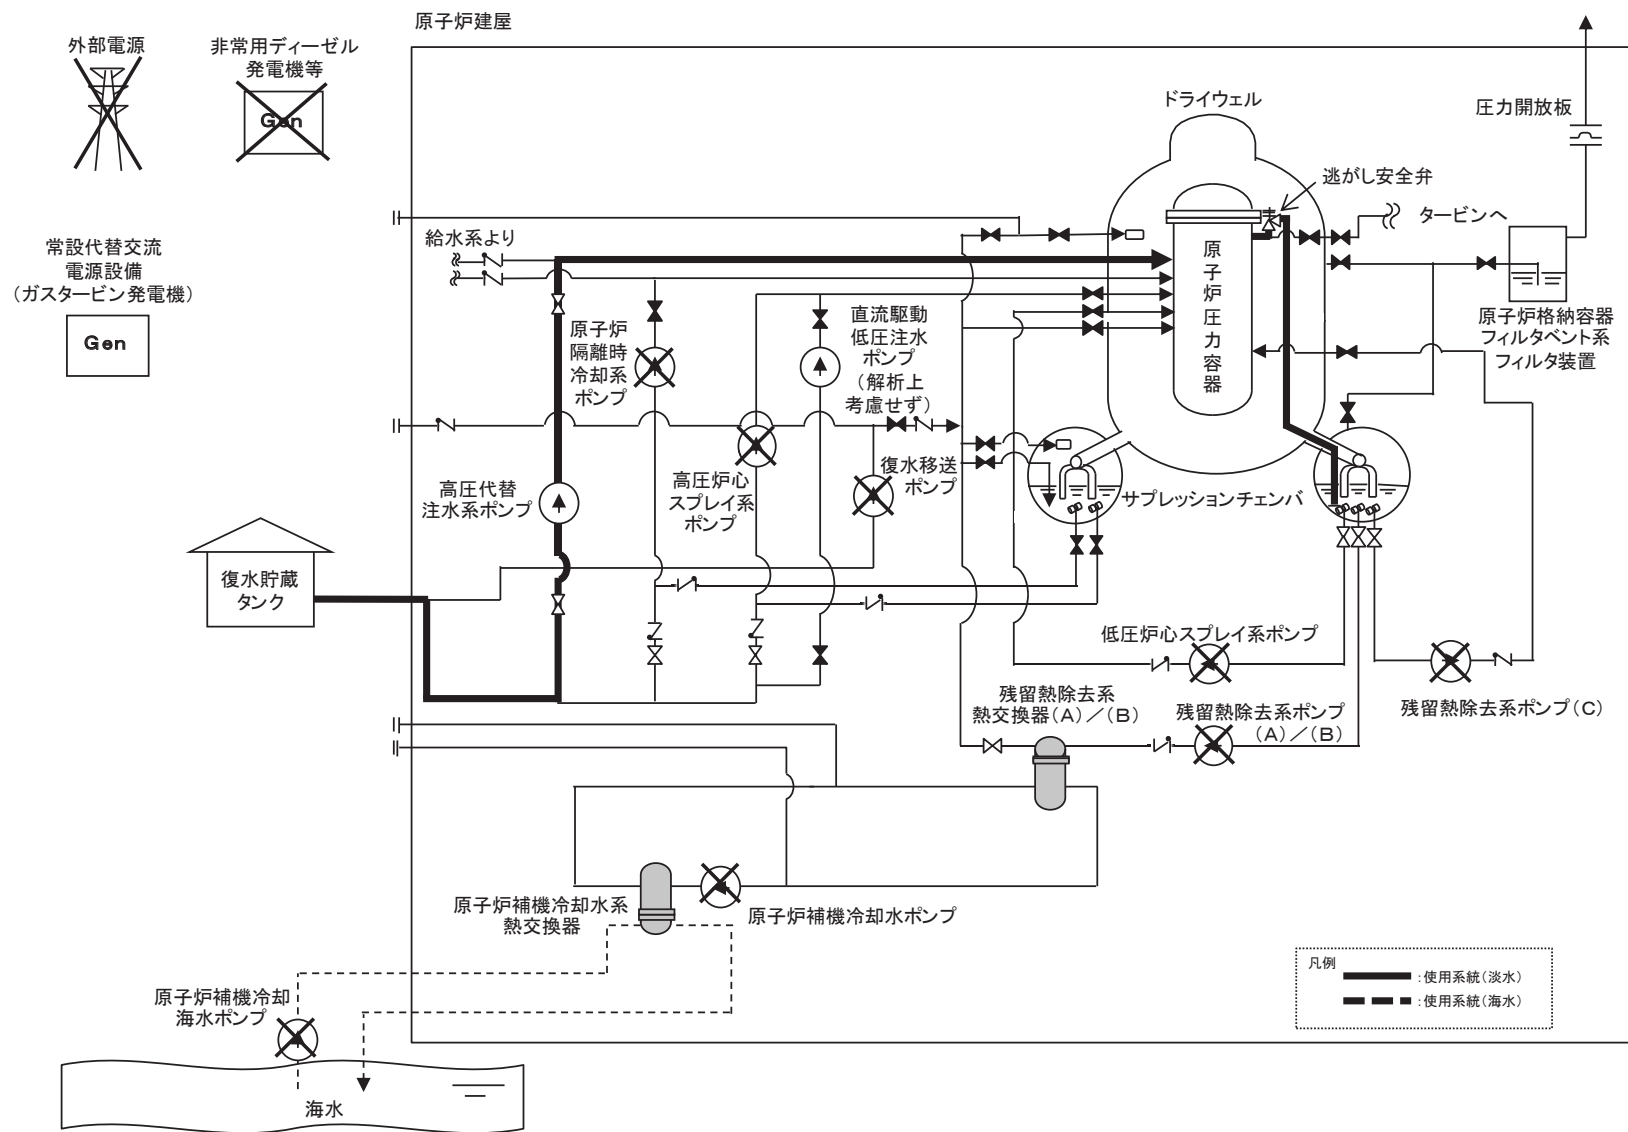 原子炉建屋
外部電源
非常用ディーゼル
発電機等
Gen
ドライウェル
圧力開放板
逃がし安全弁
タービンへ
常設代替交流
電源設備
(ガスタービン発電機)
Gen
給水系より
原子炉圧力容器
原子炉
隔離時
冷却系
ポンプ
直流駆動
低圧注水
ポンプ
(解析上
考慮せず)
原子炉格納容器
フィルタベント系
フィルタ装置
高圧代替
注水系ポンプ
高圧炉心
スプレイ系
ポンプ
復水移送
ポンプ
サプレッションチェンバ
復水貯蔵
タンク
低圧炉心スプレイ系ポンプ
残留熱除去系
熱交換器(A)/(B)
残留熱除去系ポンプ
(A)/(B)
残留熱除去系ポンプ(C)
原子炉補機冷却水系
熱交換器
原子炉補機冷却水ポンプ
原子炉補機冷却
海水ポンプ
海水
凡例
:使用系統(淡水)
:使用系統(海水)